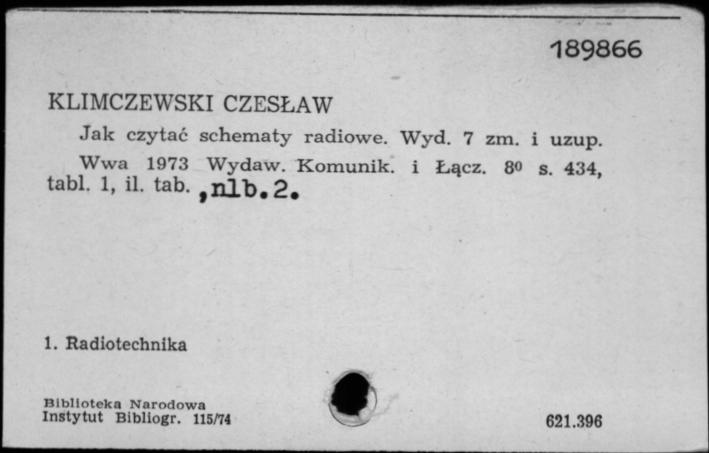 189866
KLIMCZEWSKI CZESŁAW
Jak czytać schematy radiowe. Wyd. 7 zm. i uzup.
Wwa 1973 Wydaw. Komunik. i Łącz. 8⁰ s. 434,
tabl. 1, il. tab. ,nlb.2.
1. Radiotechnika
Biblioteka Narodowa
Instytut Bibliogr. 115/74
621.396